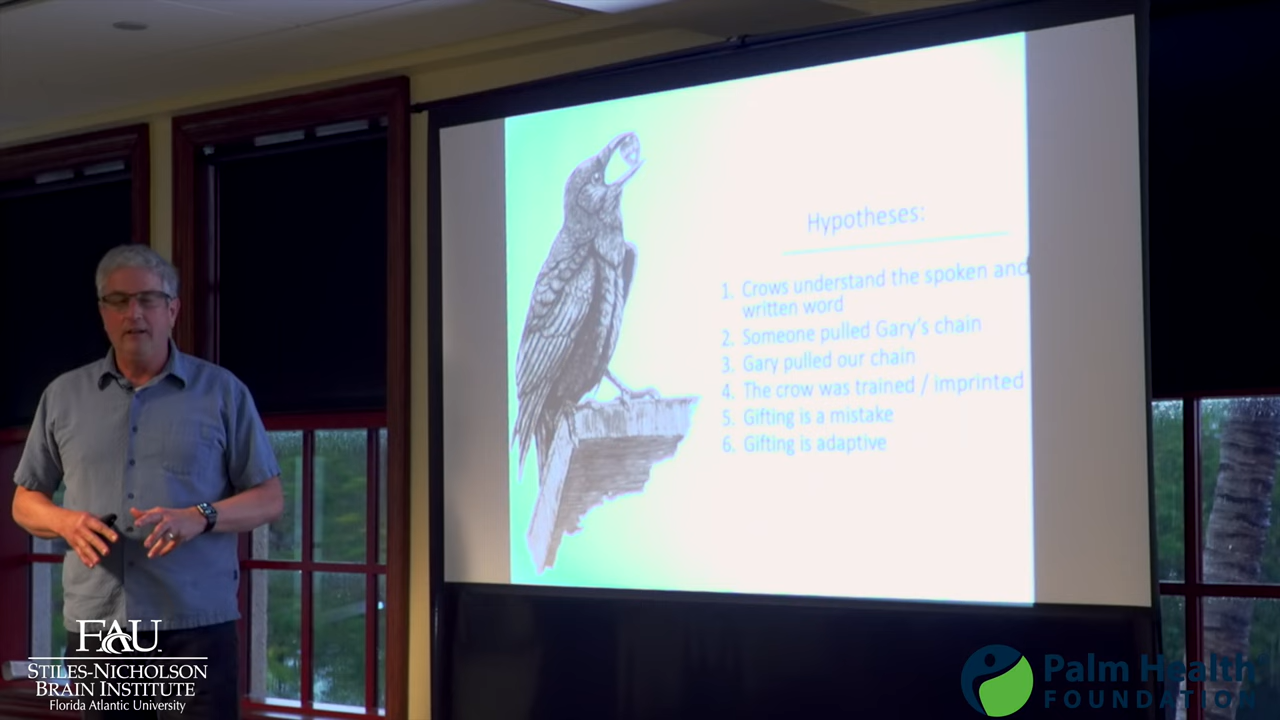 Hypotheses:
1. Crows understand the spoken and
written word
2. Someone pulled Gary's chain
3. Gary pulled our chain
4. The crow was trained / imprinted
5. Gifting is a mistake
6. Gifting is adaptive
FAU
STILES-NICHOLSON
BRAIN INSTITUTE
Florida Atlantic University
Palm Health
FOUNDATION